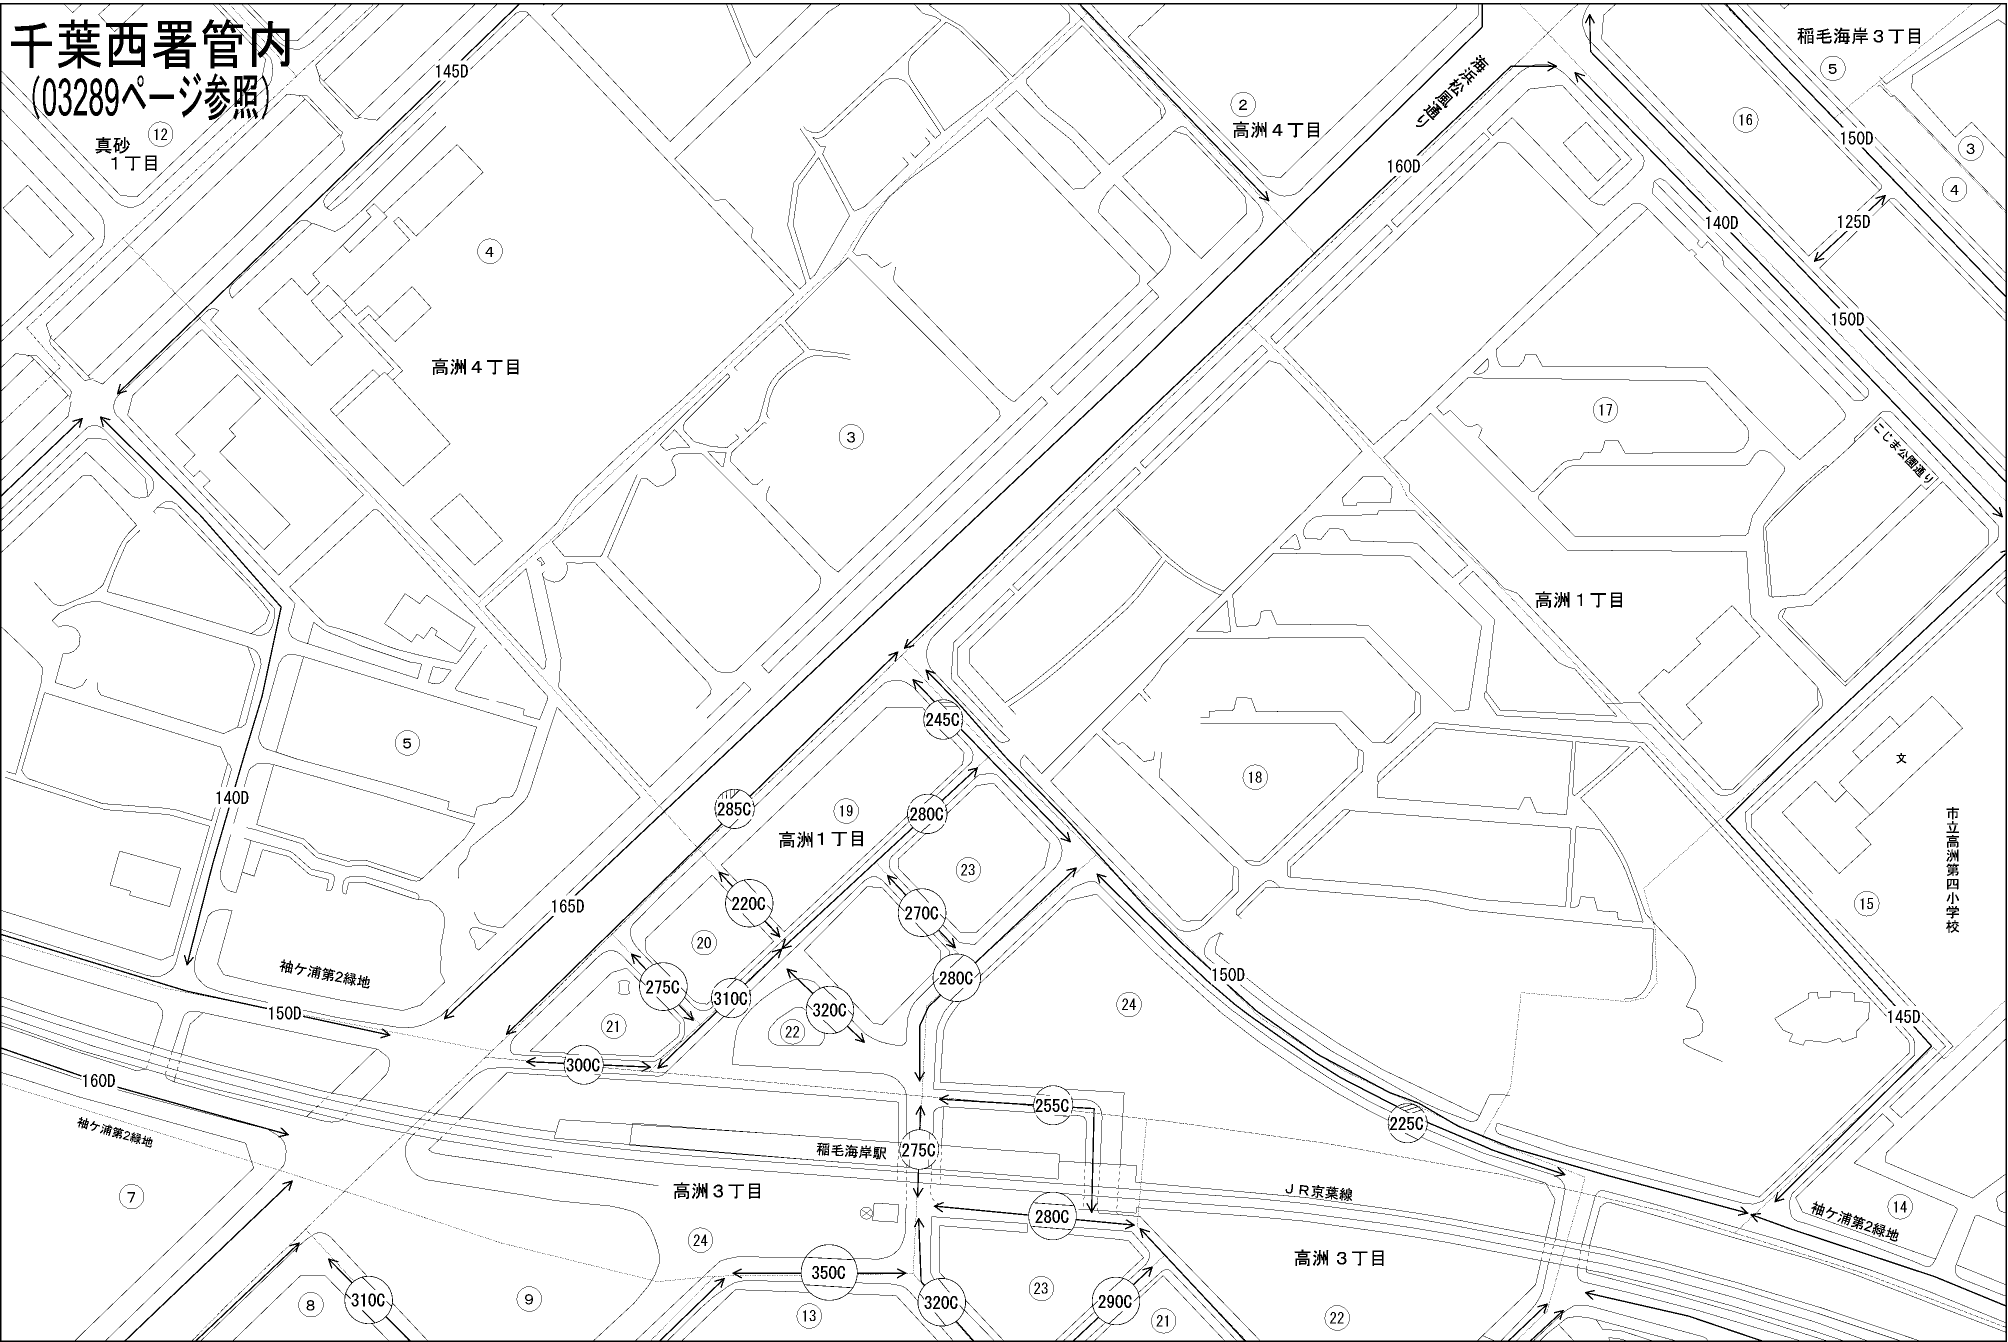 千葉西署管内
(03289ページ参照)
145D
真砂
１丁目
12
4
2
高洲４丁目
海浜松風通り
160D
稲毛海岸３丁目
5
16
150D
3
4
140D
125D
150D
高洲４丁目
3
17
にじま公園通り
高洲１丁目
5
140D
245C
285C
280C
19
高洲１丁目
18
文
市立高洲第四小学校
15
23
220C
270C
165D
20
袖ケ浦第2緑地
275C
310C
280C
150D
150D
320C
24
21
22
145D
300C
160D
255C
225C
袖ケ浦第2緑地
稲毛海岸駅
275C
高洲３丁目
ＪＲ京葉線
7
280C
14
袖ケ浦第2緑地
24
高洲３丁目
350C
310C
8
9
13
320C
23
290C
21
22